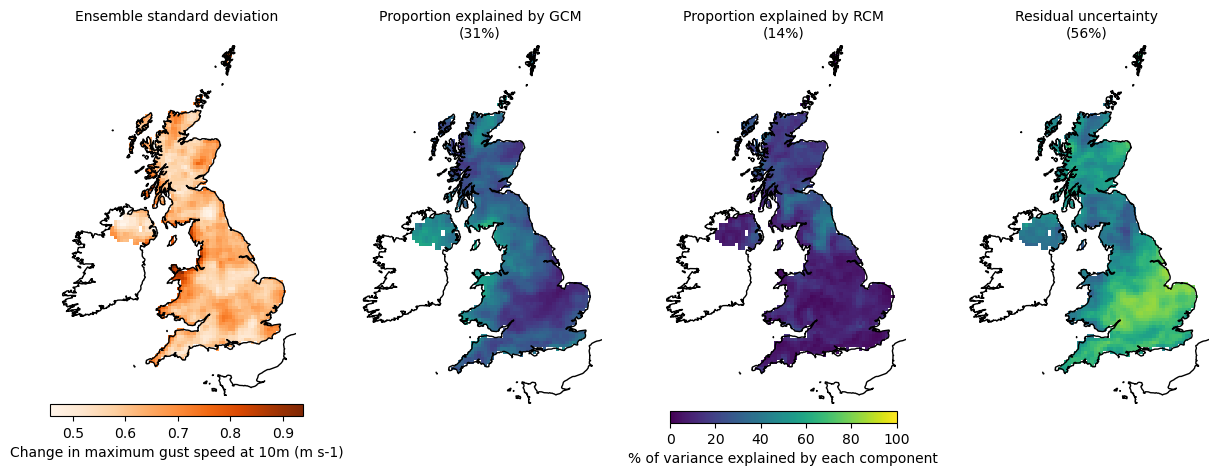 Ensemble standard deviation
Proportion explained by GCM
(31%)
Proportion explained by RCM
(14%)
Residual uncertainty
(56%)
0.5 0.6 0.7 0.8 0.9
Change in maximum gust speed at 10m (m s-1)
0 20 40 60 80 100
% of variance explained by each component